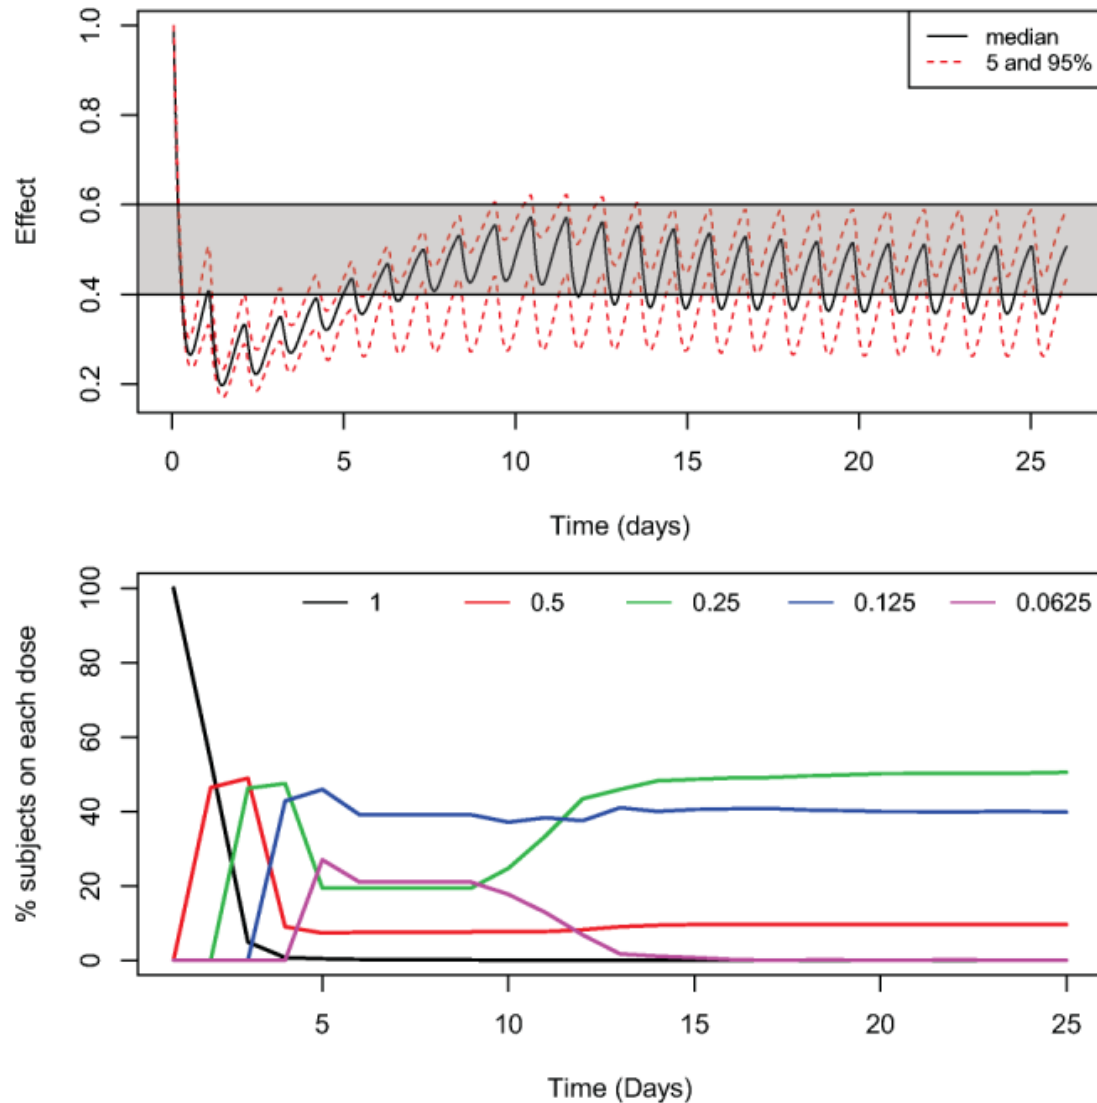 median
5 and 95%
1.0
0.8
0.6
0.4
0.2
Effect
0 5 10 15 20 25
Time (days)
1 0.5 0.25 0.125 0.0625
100
80
60
40
20
0
% subjects on each dose
5 10 15 20 25
Time (Days)